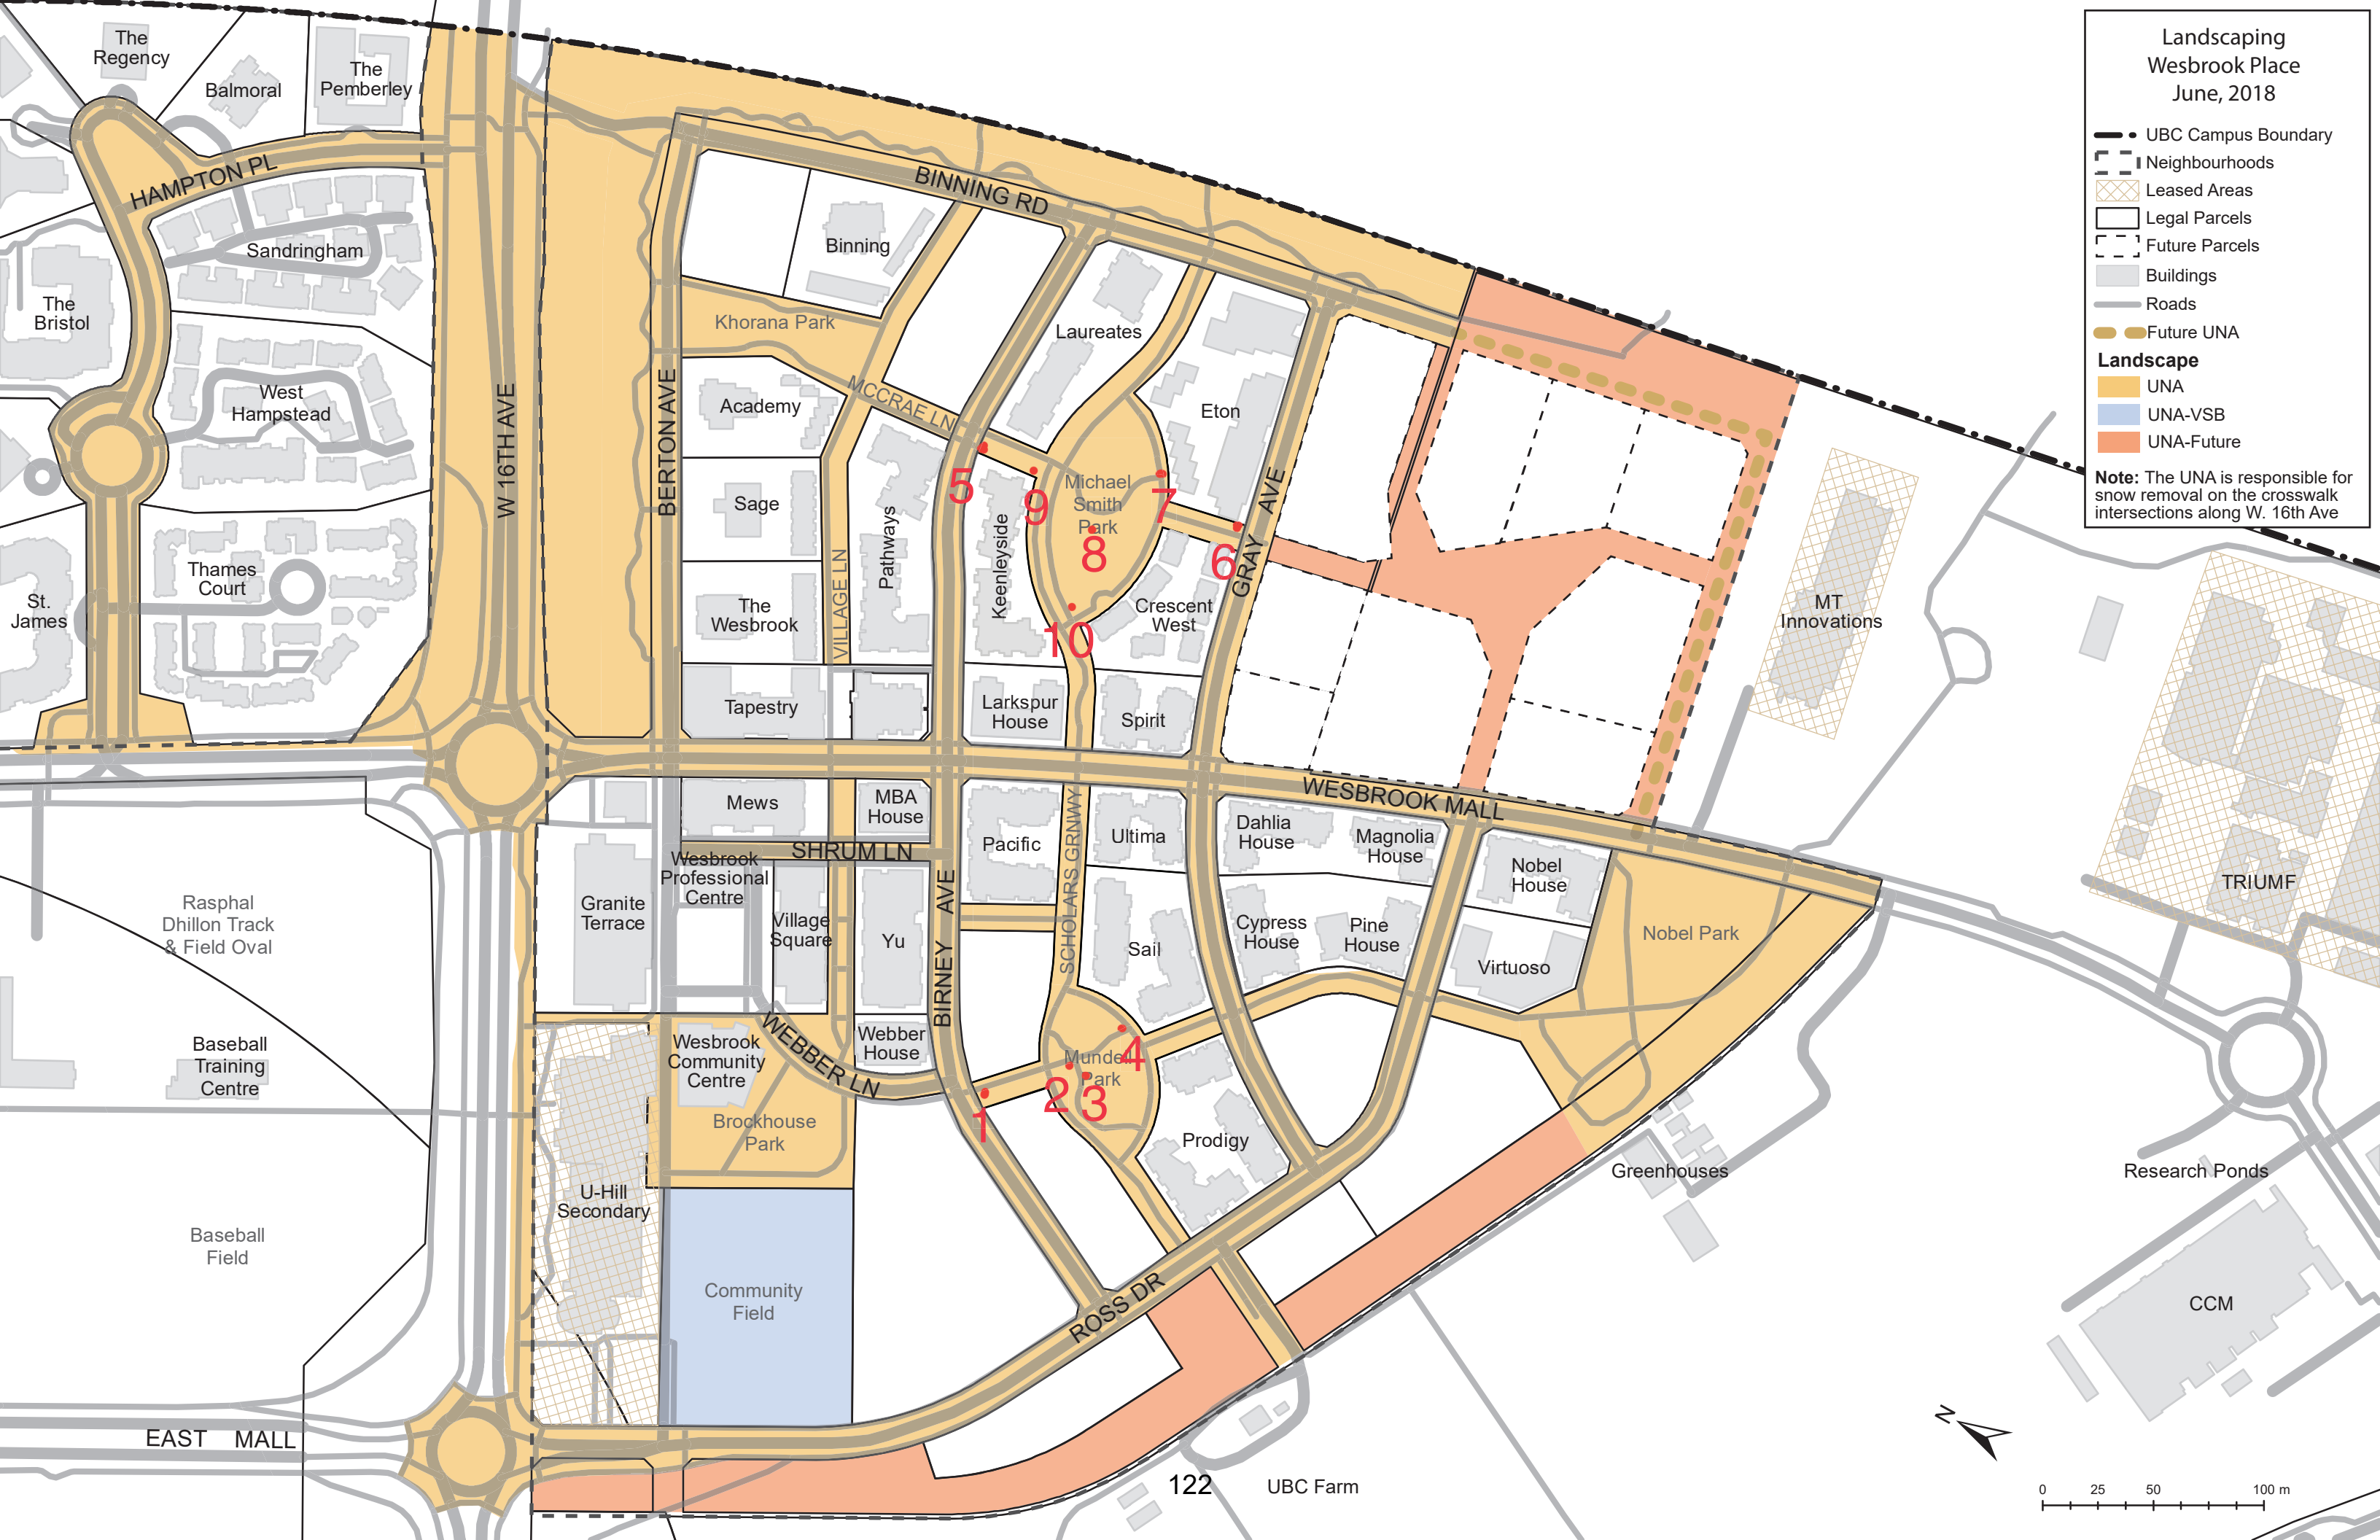 The
Regency
Balmoral
The
Pemberley
HAMPTON PL
Sandringham
The
Bristol
West
Hampstead
Thames
Court
St.
James
W 16TH AVE
BERTON AVE
BINNING RD
Binning
Khorana Park
MCCRAE LN
Academy
Sage
The
Wesbrook
VILLAGE LN
Pathways
Tapestry
Laureates
Eton
Keenleyside
Michael
Smith
Park
5
9
7
8
6
10
GRAY AVE
Crescent
West
Larkspur
House
Spirit
WESBROOK MALL
Mews
MBA
House
Pacific
Ultima
SCHOLARS GRNWY
Dahlia
House
Magnolia
House
Nobel
House
SHRUM LN
Wesbrook
Professional
Centre
Granite
Terrace
Village
Square
Yu
BIRNEY AVE
Sail
Cypress
House
Pine
House
Virtuoso
Nobel Park
Rasphal
Dhillon Track
& Field Oval
Baseball
Training
Centre
Baseball
Field
Wesbrook
Community
Centre
WEBBER LN
Webber
House
Brockhouse
Park
Mundell
Park
1
2
3
4
Prodigy
U-Hill
Secondary
Community
Field
ROSS DR
EAST MALL
122
UBC Farm
Greenhouses
MT
Innovations
TRIUMF
Research Ponds
CCM
N
0 25 50 100 m
Landscaping
Wesbrook Place
June, 2018
UBC Campus Boundary
Neighbourhoods
Leased Areas
Legal Parcels
Future Parcels
Buildings
Roads
Future UNA
Landscape
UNA
UNA-VSB
UNA-Future
Note: The UNA is responsible for
snow removal on the crosswalk
intersections along W. 16th Ave